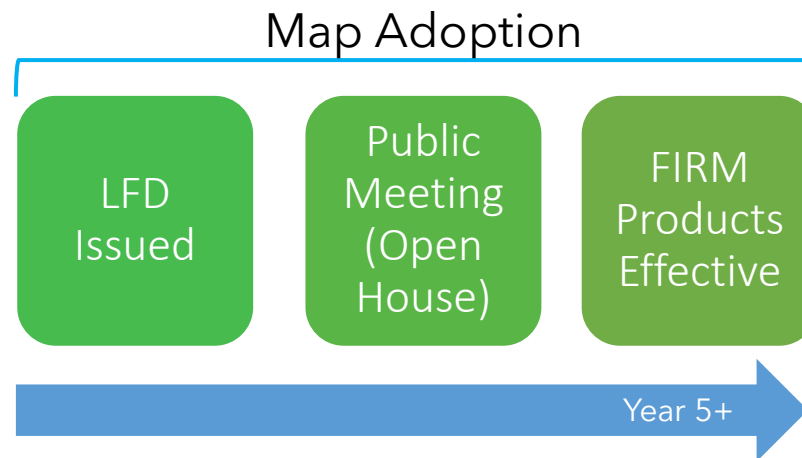 Map Adoption
LFD
Issued
Public
Meeting
(Open
House)
FIRM
Products
Effective
Year 5+